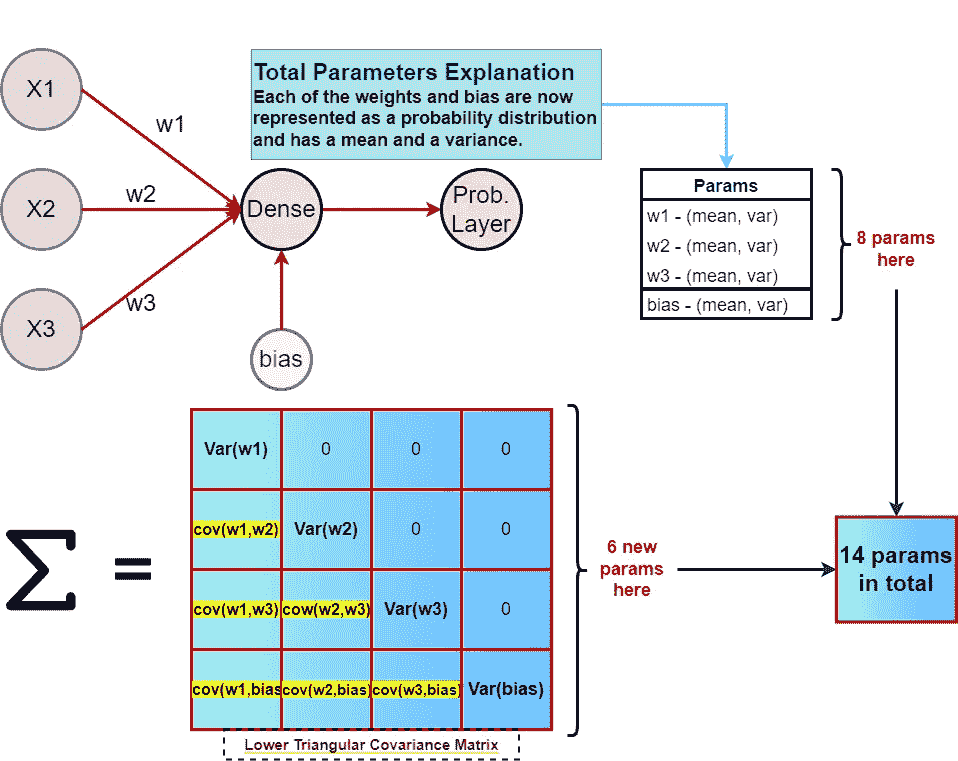 X1
w1
X2
w2
X3
w3
Dense
Prob.
Layer
bias
Total Parameters Explanation
Each of the weights and bias are now
represented as a probability distribution
and has a mean and a variance.
Params
w1 - (mean, var)
w2 - (mean, var)
w3 - (mean, var)
bias - (mean, var)
8 params
here
Σ =
Var(w1) 0 0 0
cov(w1,w2) Var(w2) 0 0
cov(w1,w3) cow(w2,w3) Var(w3) 0
cov(w1,bias cov(w2,bias) cov(w3,bias) Var(bias)
Lower Triangular Covariance Matrix
6 new
params
here
14 params
in total